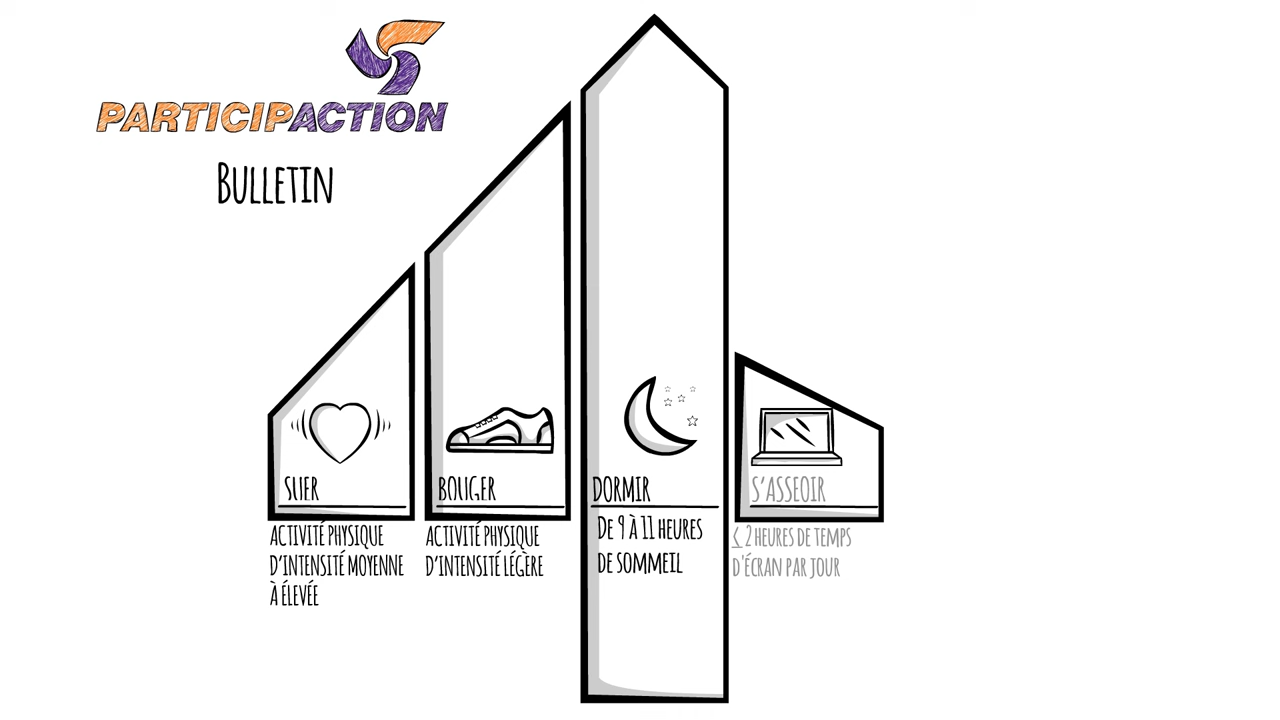 PARTICIPACTION
BULLETIN
SUER
ACTIVITÉ PHYSIQUE
D'INTENSITÉ MOYENNE
À ÉLEVÉE
BOUGER
ACTIVITÉ PHYSIQUE
D'INTENSITÉ LÉGÈRE
DORMIR
DE 9 À 11 HEURES
DE SOMMEIL
S'ASSEOIR
≤ 2 HEURES DE TEMPS
D'ÉCRAN PAR JOUR